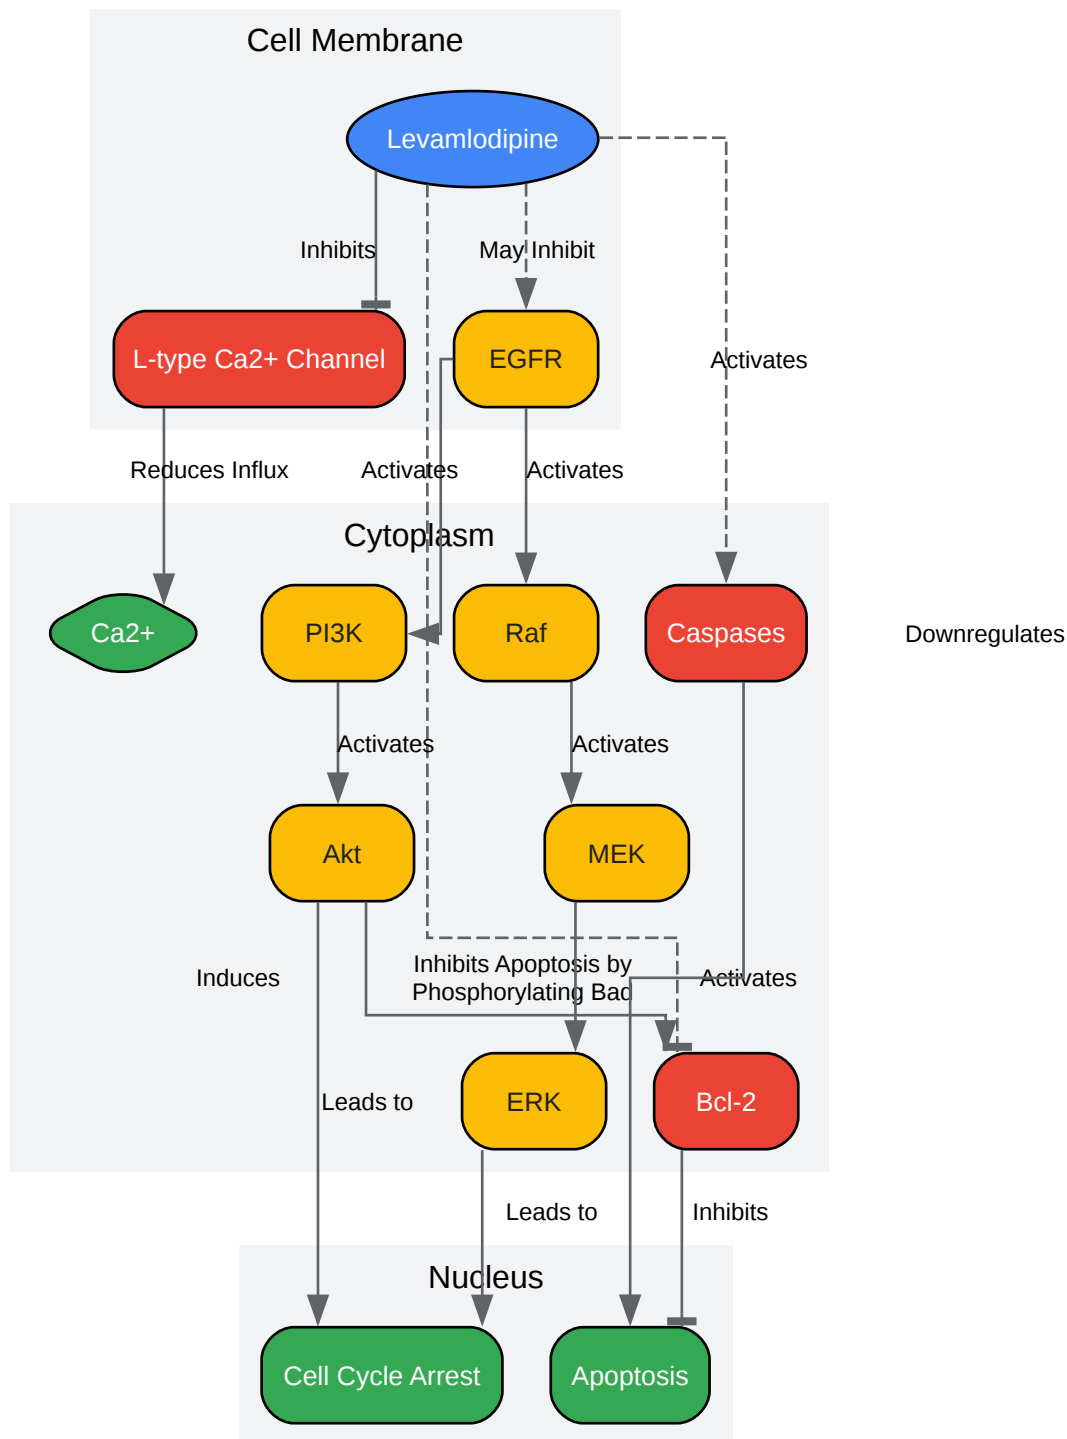 Cell Membrane
Levamlodipine
Inhibits
May Inhibit
L-type Ca2+ Channel
EGFR
Activates
Reduces Influx
Activates
Activates
Cytoplasm
Ca2+
PI3K
Raf
Caspases
Downregulates
Activates
Activates
Akt
MEK
Induces
Inhibits Apoptosis by
Phosphorylating Bad
Activates
ERK
Bcl-2
Leads to
Leads to
Inhibits
Nucleus
Cell Cycle Arrest
Apoptosis